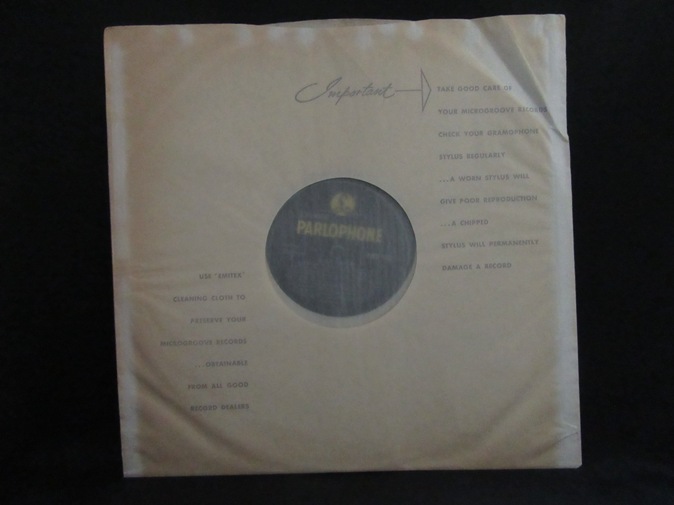 Important
TAKE GOOD CARE OF
YOUR MICROGROOVE RECORDS
CHECK YOUR GRAMOPHONE
STYLUS REGULARLY
...A WORN STYLUS WILL
GIVE POOR REPRODUCTION
...A CHIPPED
STYLUS WILL PERMANENTLY
DAMAGE A RECORD
PARLOPHONE
USE "EMITEX"
CLEANING CLOTH TO
PRESERVE YOUR
MICROGROOVE RECORDS
...OBTAINABLE
FROM ALL GOOD
RECORD DEALERS